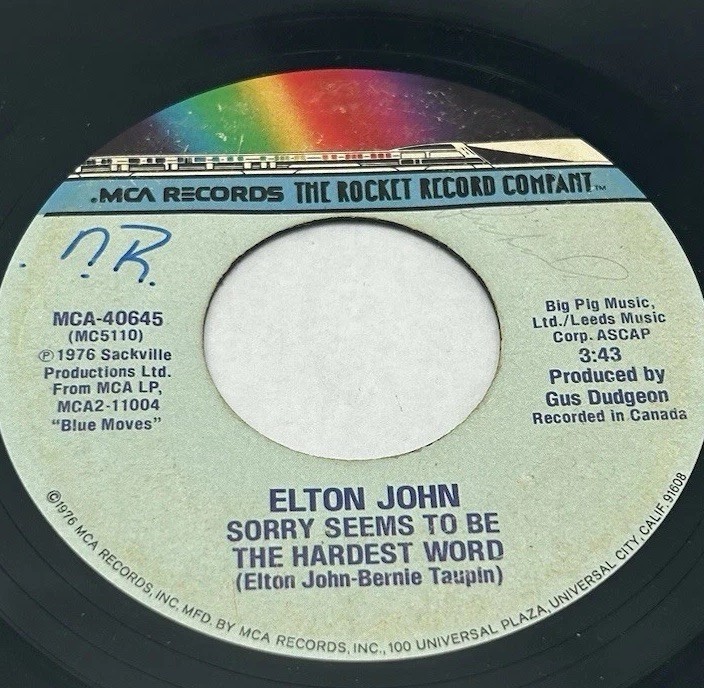 MCA RECORDS THE ROCKET RECORD COMPANY™
n.R.
MCA-40645
(MC5110)
Ⓟ 1976 Sackville
Productions Ltd.
From MCA LP,
MCA2-11004
"Blue Moves"
Big Pig Music,
Ltd./Leeds Music
Corp. ASCAP
3:43
Produced by
Gus Dudgeon
Recorded in Canada
ELTON JOHN
SORRY SEEMS TO BE
THE HARDEST WORD
(Elton John-Bernie Taupin)
©1976 MCA RECORDS, INC. MFD. BY MCA RECORDS, INC., 100 UNIVERSAL PLAZA, UNIVERSAL CITY, CALIF. 91608